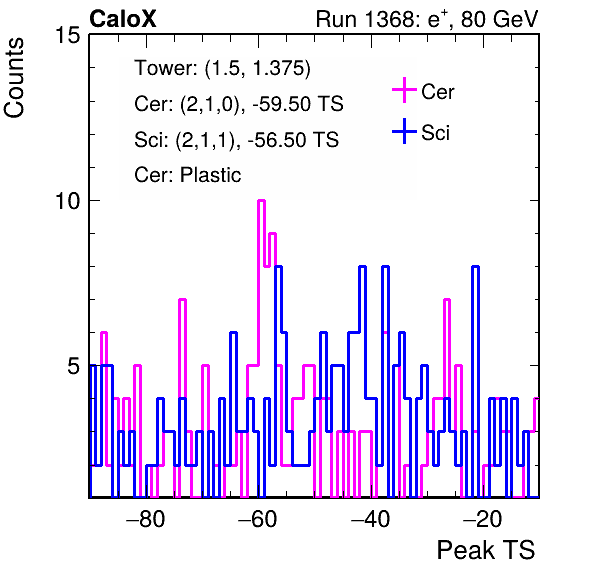 CaloX Run 1368: e⁺, 80 GeV
Counts
15
10
5
Tower: (1.5, 1.375)
Cer: (2,1,0), -59.50 TS
Sci: (2,1,1), -56.50 TS
Cer: Plastic
Cer
Sci
−80 −60 −40 −20
Peak TS